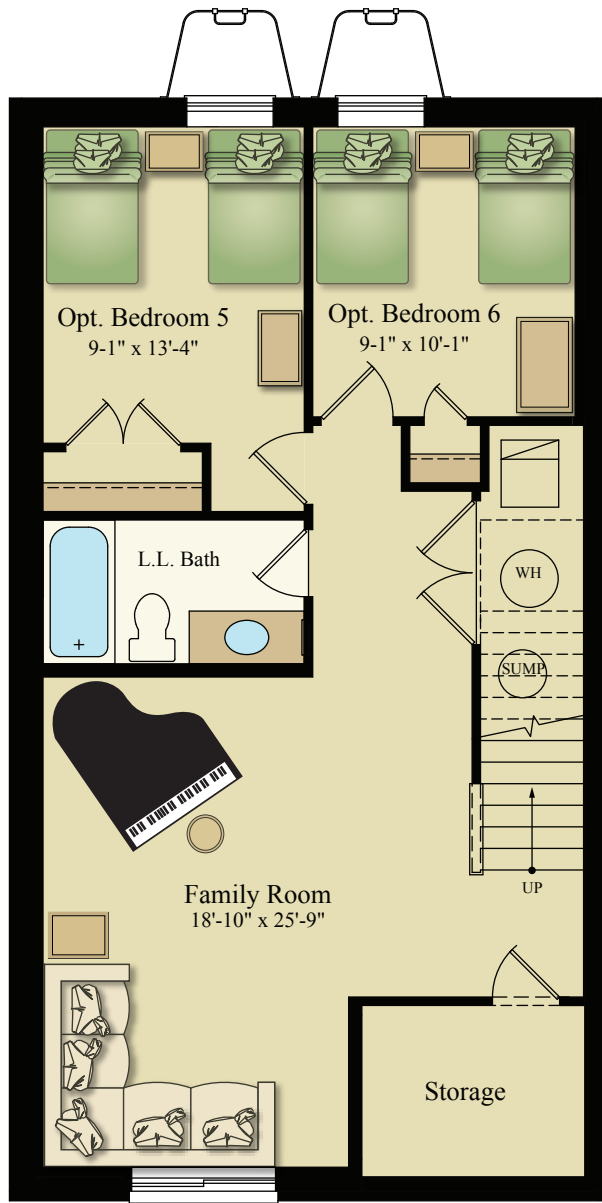 Opt. Bedroom 5
9-1" x 13'-4"
Opt. Bedroom 6
9-1" x 10'-1"
L.L. Bath
WH
SUMP
UP
Family Room
18'-10" x 25'-9"
Storage